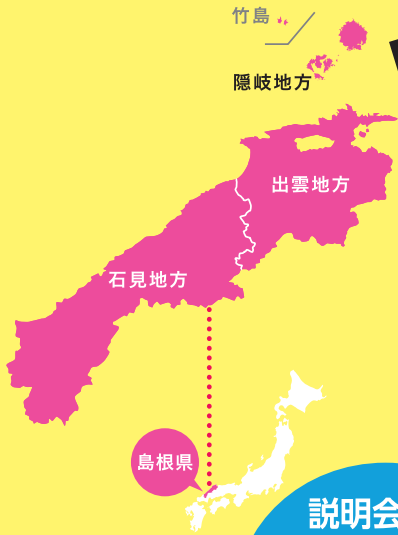 竹島
隠岐地方
出雲地方
石見地方
島根県
説明会